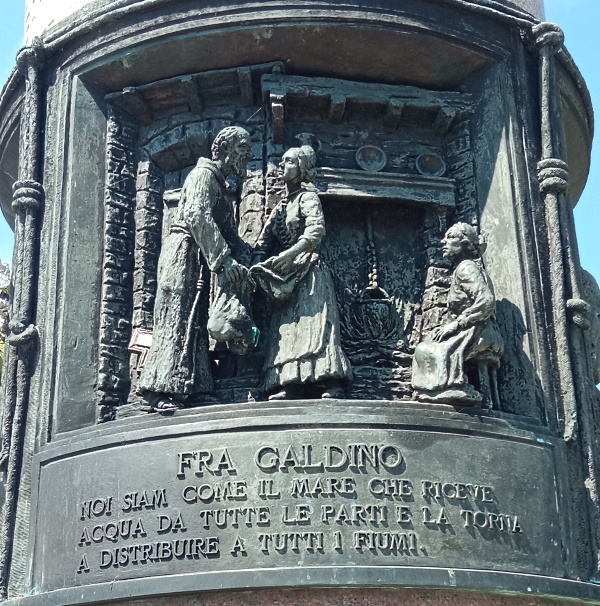 FRA GALDINO
NOI SIAM COME IL MARE CHE RICEVE
ACQUA DA TUTTE LE PARTI E LA TORNA
A DISTRIBUIRE A TUTTI I FIUMI.